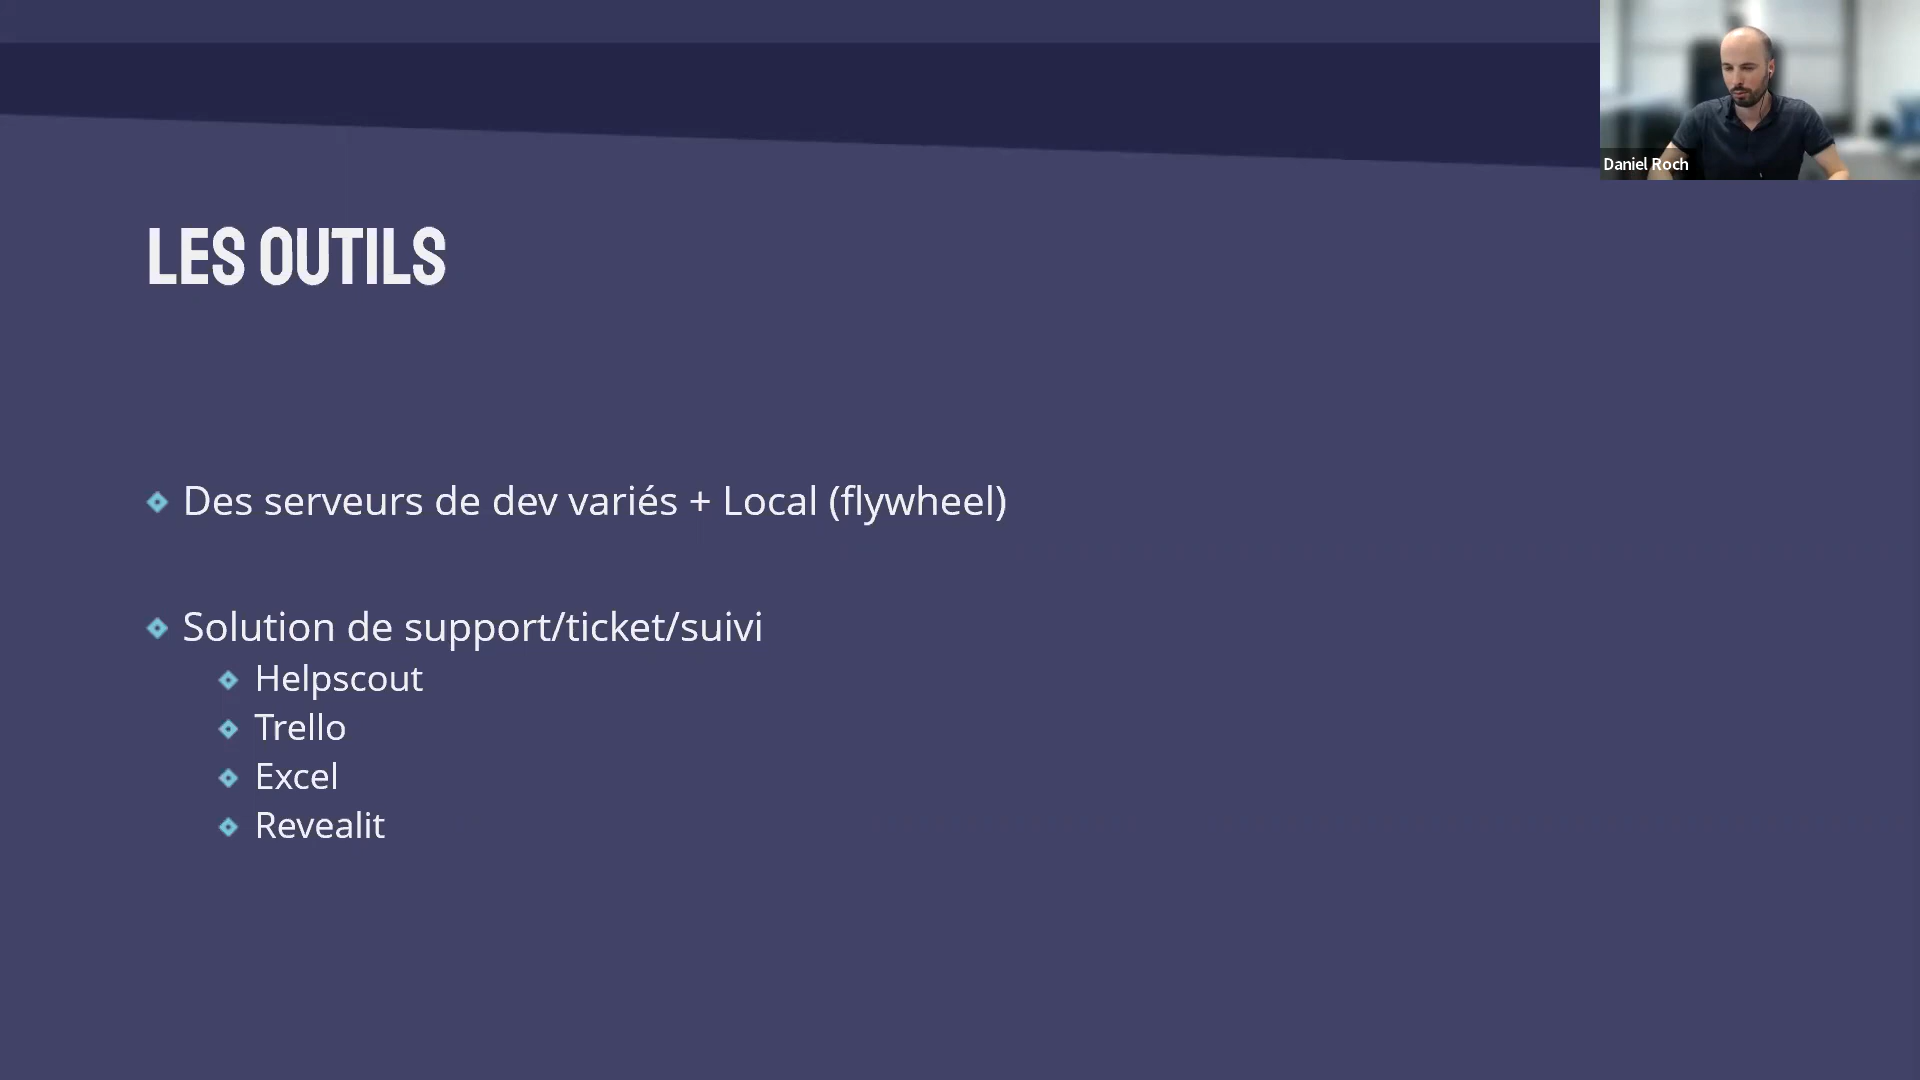 Daniel Roch
LES OUTILS
Des serveurs de dev variés + Local (flywheel)
Solution de support/ticket/suivi
Helpscout
Trello
Excel
Revealit